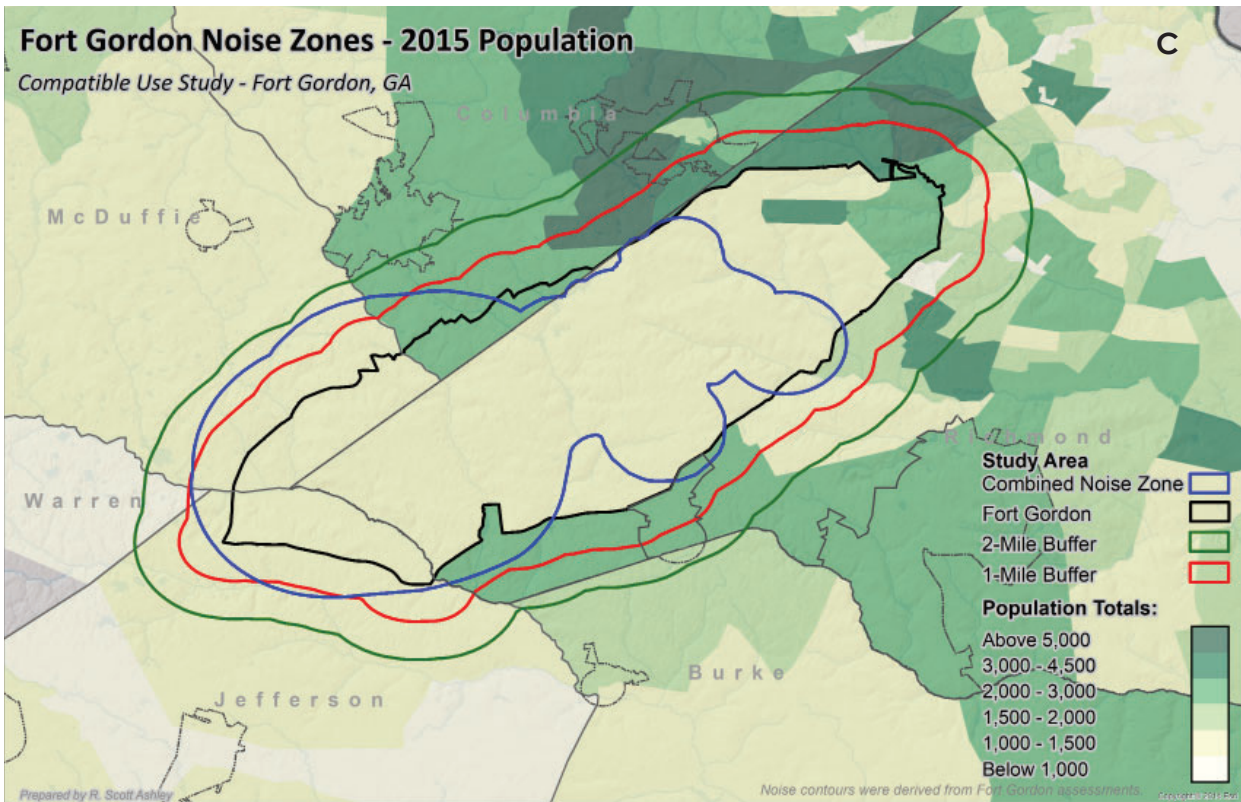 Fort Gordon Noise Zones - 2015 Population
C
Compatible Use Study - Fort Gordon, GA
Columbia
McDuffie
Richmond
Warren
Burke
Jefferson
Study Area
Combined Noise Zone
Fort Gordon
2-Mile Buffer
1-Mile Buffer
Population Totals:
Above 5,000
3,000 - 4,500
2,000 - 3,000
1,500 - 2,000
1,000 - 1,500
Below 1,000
Prepared by R. Scott Ashley
Noise contours were derived from Fort Gordon assessments.